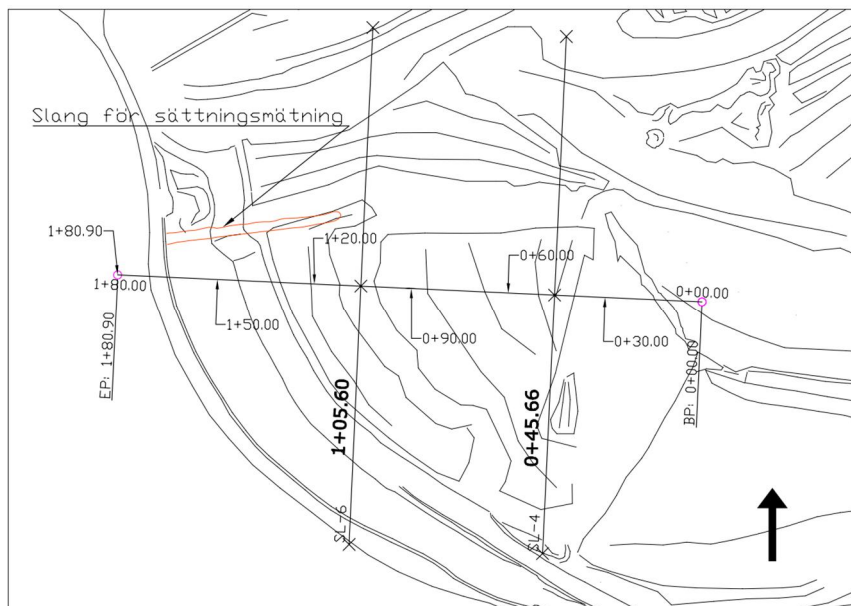 Slang för sättningsmätning
1+80.90
1+80.00
EP: 1+80.90
1+50.00
1+20.00
0+90.00
0+60.00
0+30.00
0+00.00
BP: 0+00.00
1+05.60
0+45.66
SL-6
SL-4